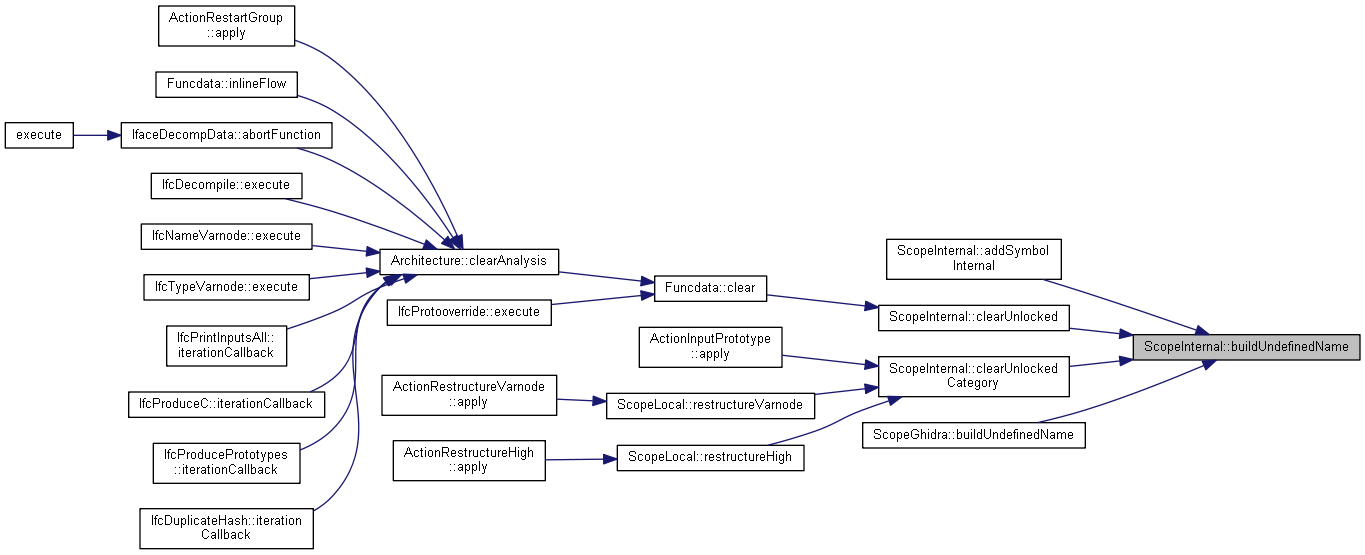 ActionRestartGroup
::apply
Funcdata::inlineFlow
execute
IfaceDecompData::abortFunction
IfcDecompile::execute
IfcNameVarnode::execute
IfcTypeVarnode::execute
IfcPrintInputsAll::
iterationCallback
IfcProduceC::iterationCallback
IfcProducePrototypes
::iterationCallback
IfcDuplicateHash::iteration
Callback
Architecture::clearAnalysis
IfcProtooverride::execute
ActionRestructureVarnode
::apply
ActionRestructureHigh
::apply
Funcdata::clear
ActionInputPrototype
::apply
ScopeLocal::restructureVarnode
ScopeLocal::restructureHigh
ScopeInternal::addSymbol
Internal
ScopeInternal::clearUnlocked
ScopeInternal::clearUnlocked
Category
ScopeGhidra::buildUndefinedName
ScopeInternal::buildUndefinedName